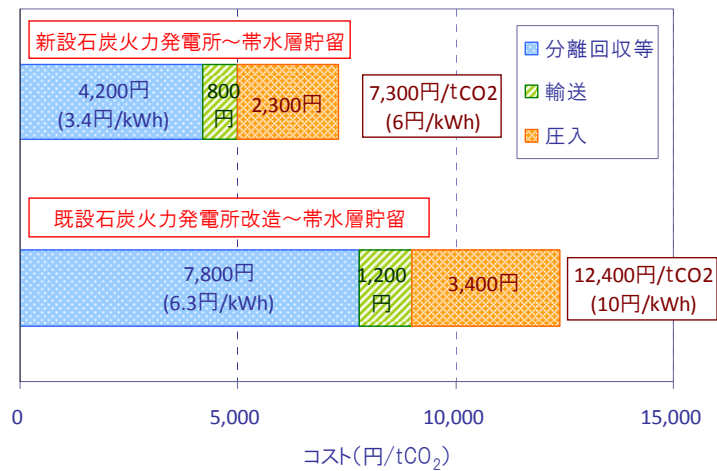 新設石炭火力発電所～帯水層貯留
4,200円
(3.4円/kWh)
800
円
2,300円
7,300円/tCO2
(6円/kWh)
分離回収等
輸送
圧入
既設石炭火力発電所改造～帯水層貯留
7,800円
(6.3円/kWh)
1,200
円
3,400円
12,400円/tCO2
(10円/kWh)
0
5,000
10,000
15,000
コスト(円/tCO₂)